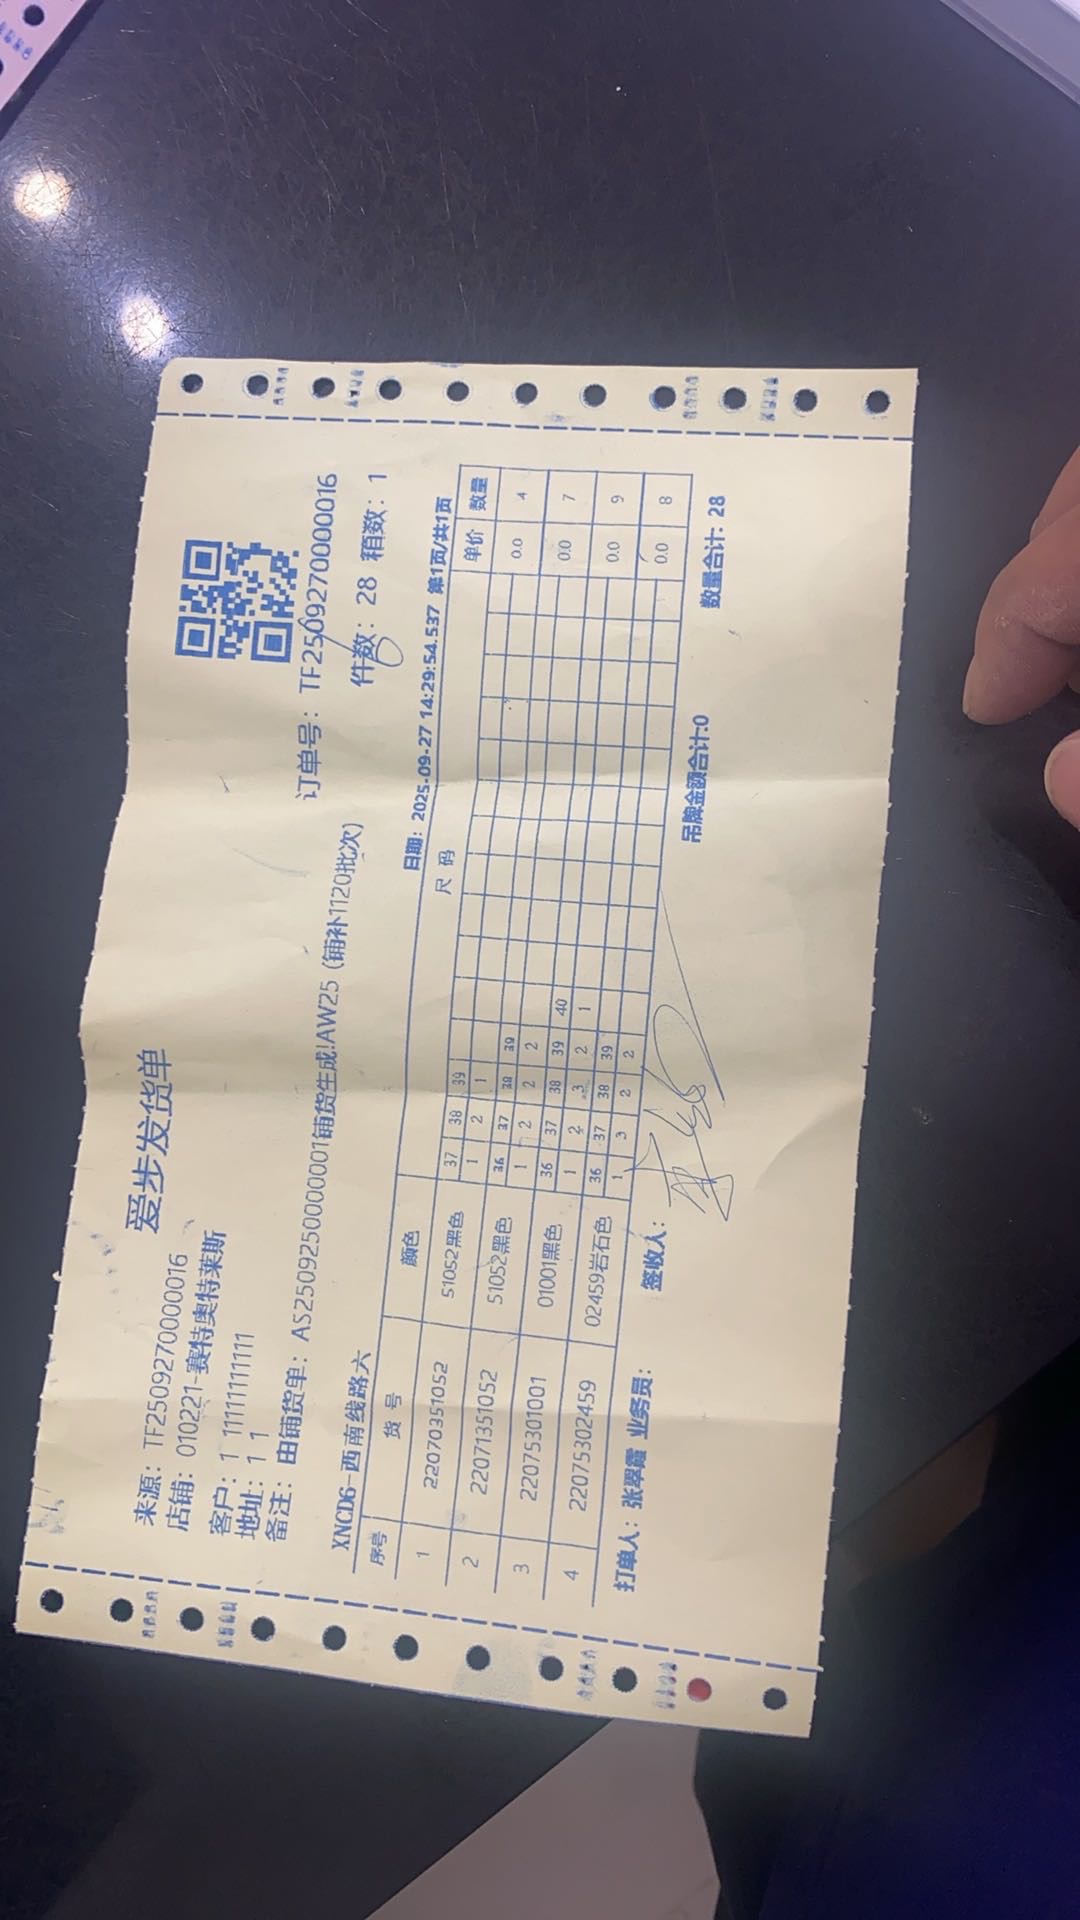 爱步发货单
来源：TF2509270000016
店铺：010221-赛特奥特莱斯
客户：1 11111111111
地址：1 1
订单号：TF2509270000016
备注：由铺货单：AS2509250000001铺货生成!AW25（铺补1120批次）
件数：28 箱数：1
XNCD6-西南线路六
日期：2025-09-27 14:29:54.537 第1页/共1页
序号 货号 颜色 尺码 单价 数量
37 38 39
1 22070351052 51052黑色 1 2 1 0.0 4
36 37 38 39
2 22071351052 51052黑色 1 2 2 2 0.0 7
36 37 38 39 40
3 22075301001 01001黑色 1 2 3 2 1 0.0 9
36 37 38 39
4 22075302459 02459岩石色 1 3 2 2 0.0 8
打单人：张翠霞 业务员： 签收人： 吊牌金额合计:0 数量合计：28